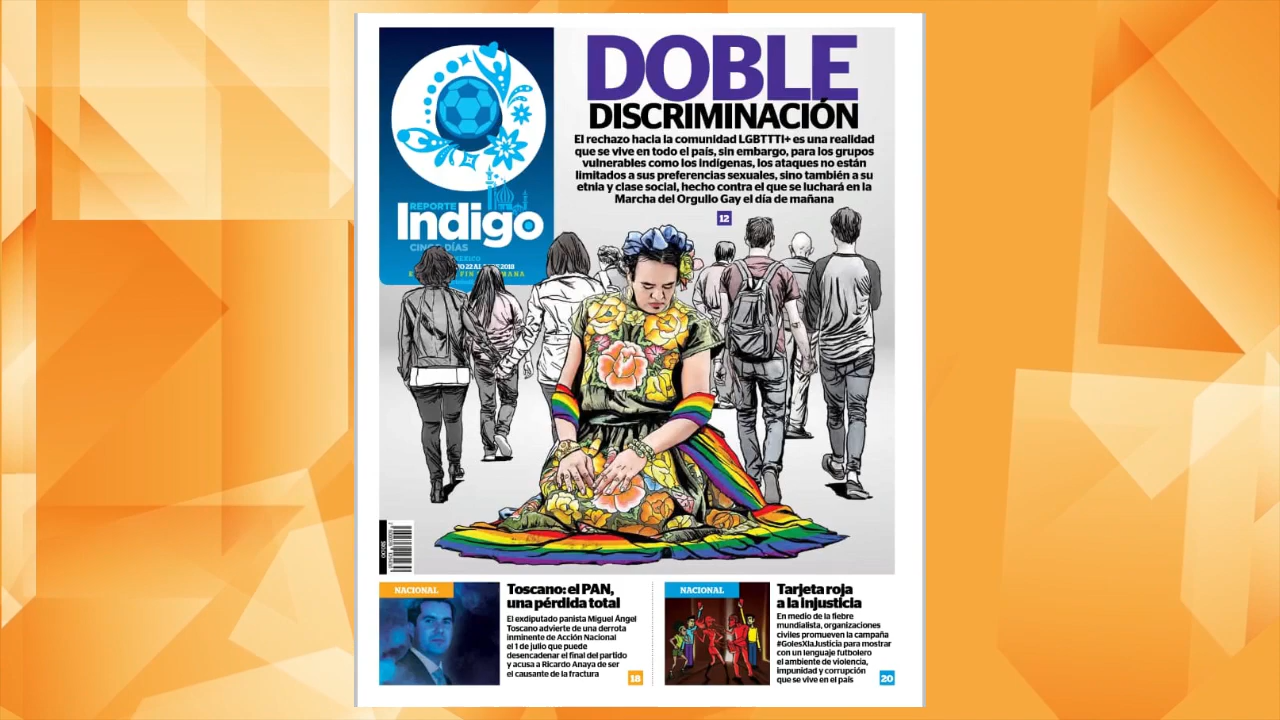 DOBLE
DISCRIMINACIÓN
El rechazo hacia la comunidad LGBTTTI+ es una realidad
que se vive en todo el país, sin embargo, para los grupos
vulnerables como los indígenas, los ataques no están
limitados a sus preferencias sexuales, sino también a su
etnia y clase social, hecho contra el que se luchará en la
Marcha del Orgullo Gay el día de mañana
12
REPORTE
Indigo
CINCO DÍAS
MÉXICO
NACIONAL
Toscano: el PAN,
una pérdida total
El exdiputado panista Miguel Ángel
Toscano advierte de una derrota
inminente de Acción Nacional
el 1 de julio que puede
desencadenar el final del partido
y acusa a Ricardo Anaya de ser
el causante de la fractura
18
NACIONAL
Tarjeta roja
a la injusticia
En medio de la fiebre
mundialista, organizaciones
civiles promueven la campaña
#GolesXlaJusticia para mostrar
con un lenguaje futbolero
el ambiente de violencia,
impunidad y corrupción
que se vive en el país
20